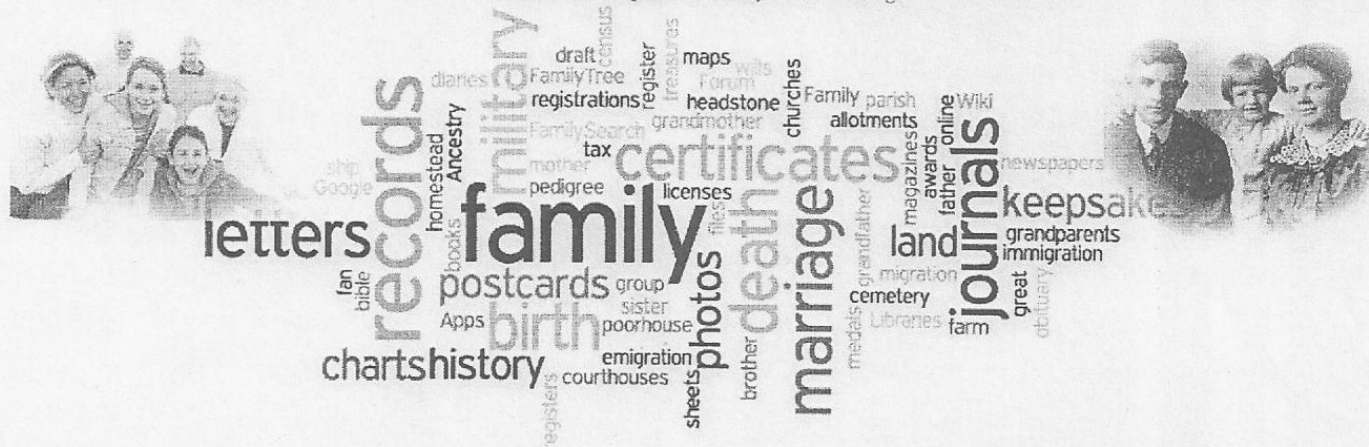 military
draft
census
register
treasures
maps
diaries
FamilyTree
wills
Forum
churches
registrations
headstone
Family
parish
online
Wiki
records
Ancestry
homestead
FamilySearch
grandmother
allotments
tax
certificates
magazines
awards
father
journals
newspapers
ship
Google
mother
pedigree
licenses
keepsake
letters
family
files
death
marriage
grandfather
land
grandparents
immigration
books
fan
bible
postcards
group
photos
migration
great
obituary
sister
cemetery
Apps
birth
poorhouse
medals
Libraries
farm
charts
history
emigration
brother
courthouses
sheets
registers